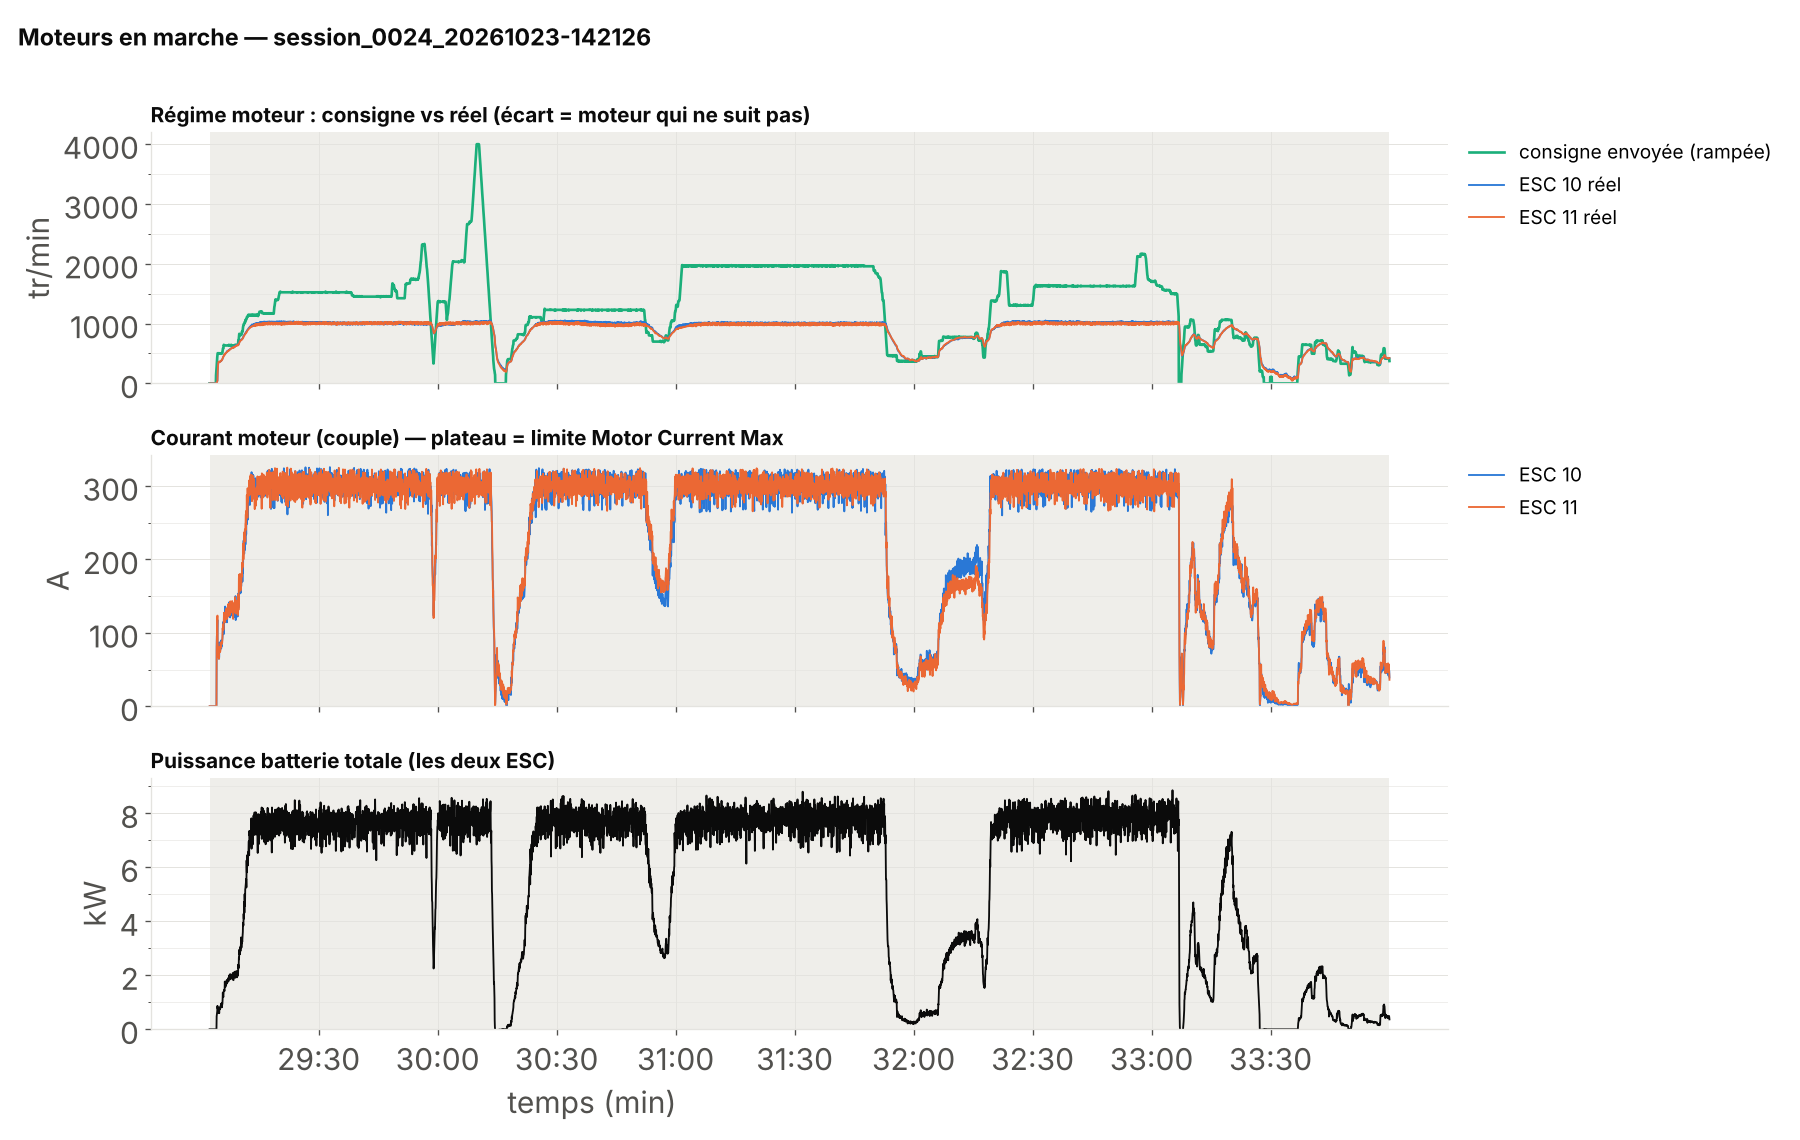 Moteurs en marche — session_0024_20261023-142126
Régime moteur : consigne vs réel (écart = moteur qui ne suit pas)
4000
3000
2000
1000
0
tr/min
consigne envoyée (rampée)
ESC 10 réel
ESC 11 réel
Courant moteur (couple) — plateau = limite Motor Current Max
300
200
100
0
A
ESC 10
ESC 11
Puissance batterie totale (les deux ESC)
8
6
4
2
0
kW
29:30 30:00 30:30 31:00 31:30 32:00 32:30 33:00 33:30
temps (min)